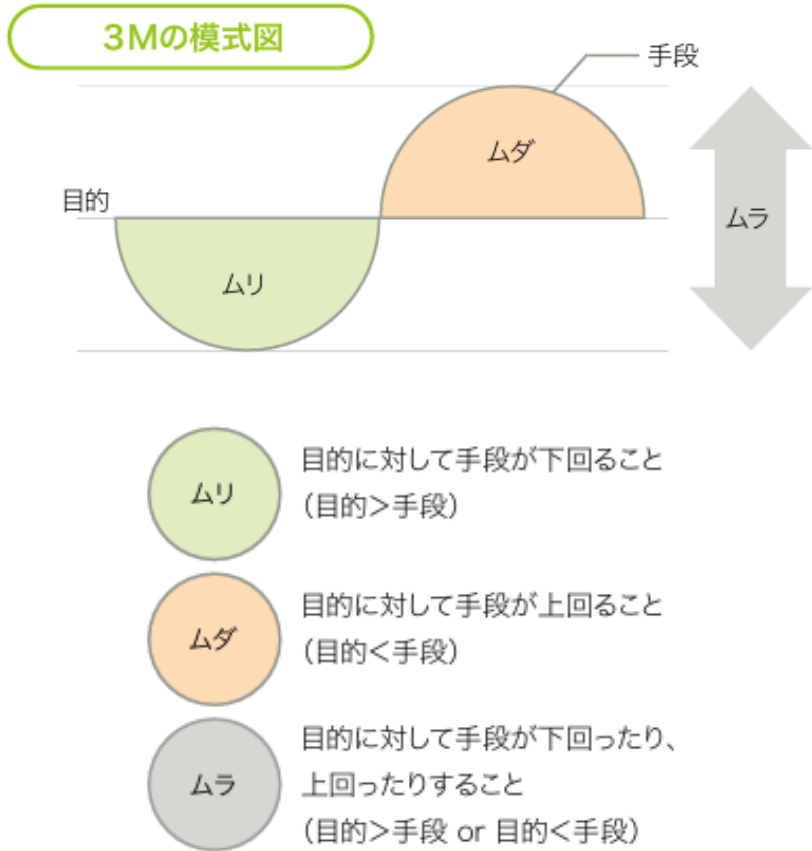 3Mの模式図
手段
ムダ
目的
ムラ
ムリ
ムリ
目的に対して手段が下回ること
（目的＞手段）
ムダ
目的に対して手段が上回ること
（目的＜手段）
ムラ
目的に対して手段が下回ったり、
上回ったりすること
（目的＞手段 or 目的＜手段）